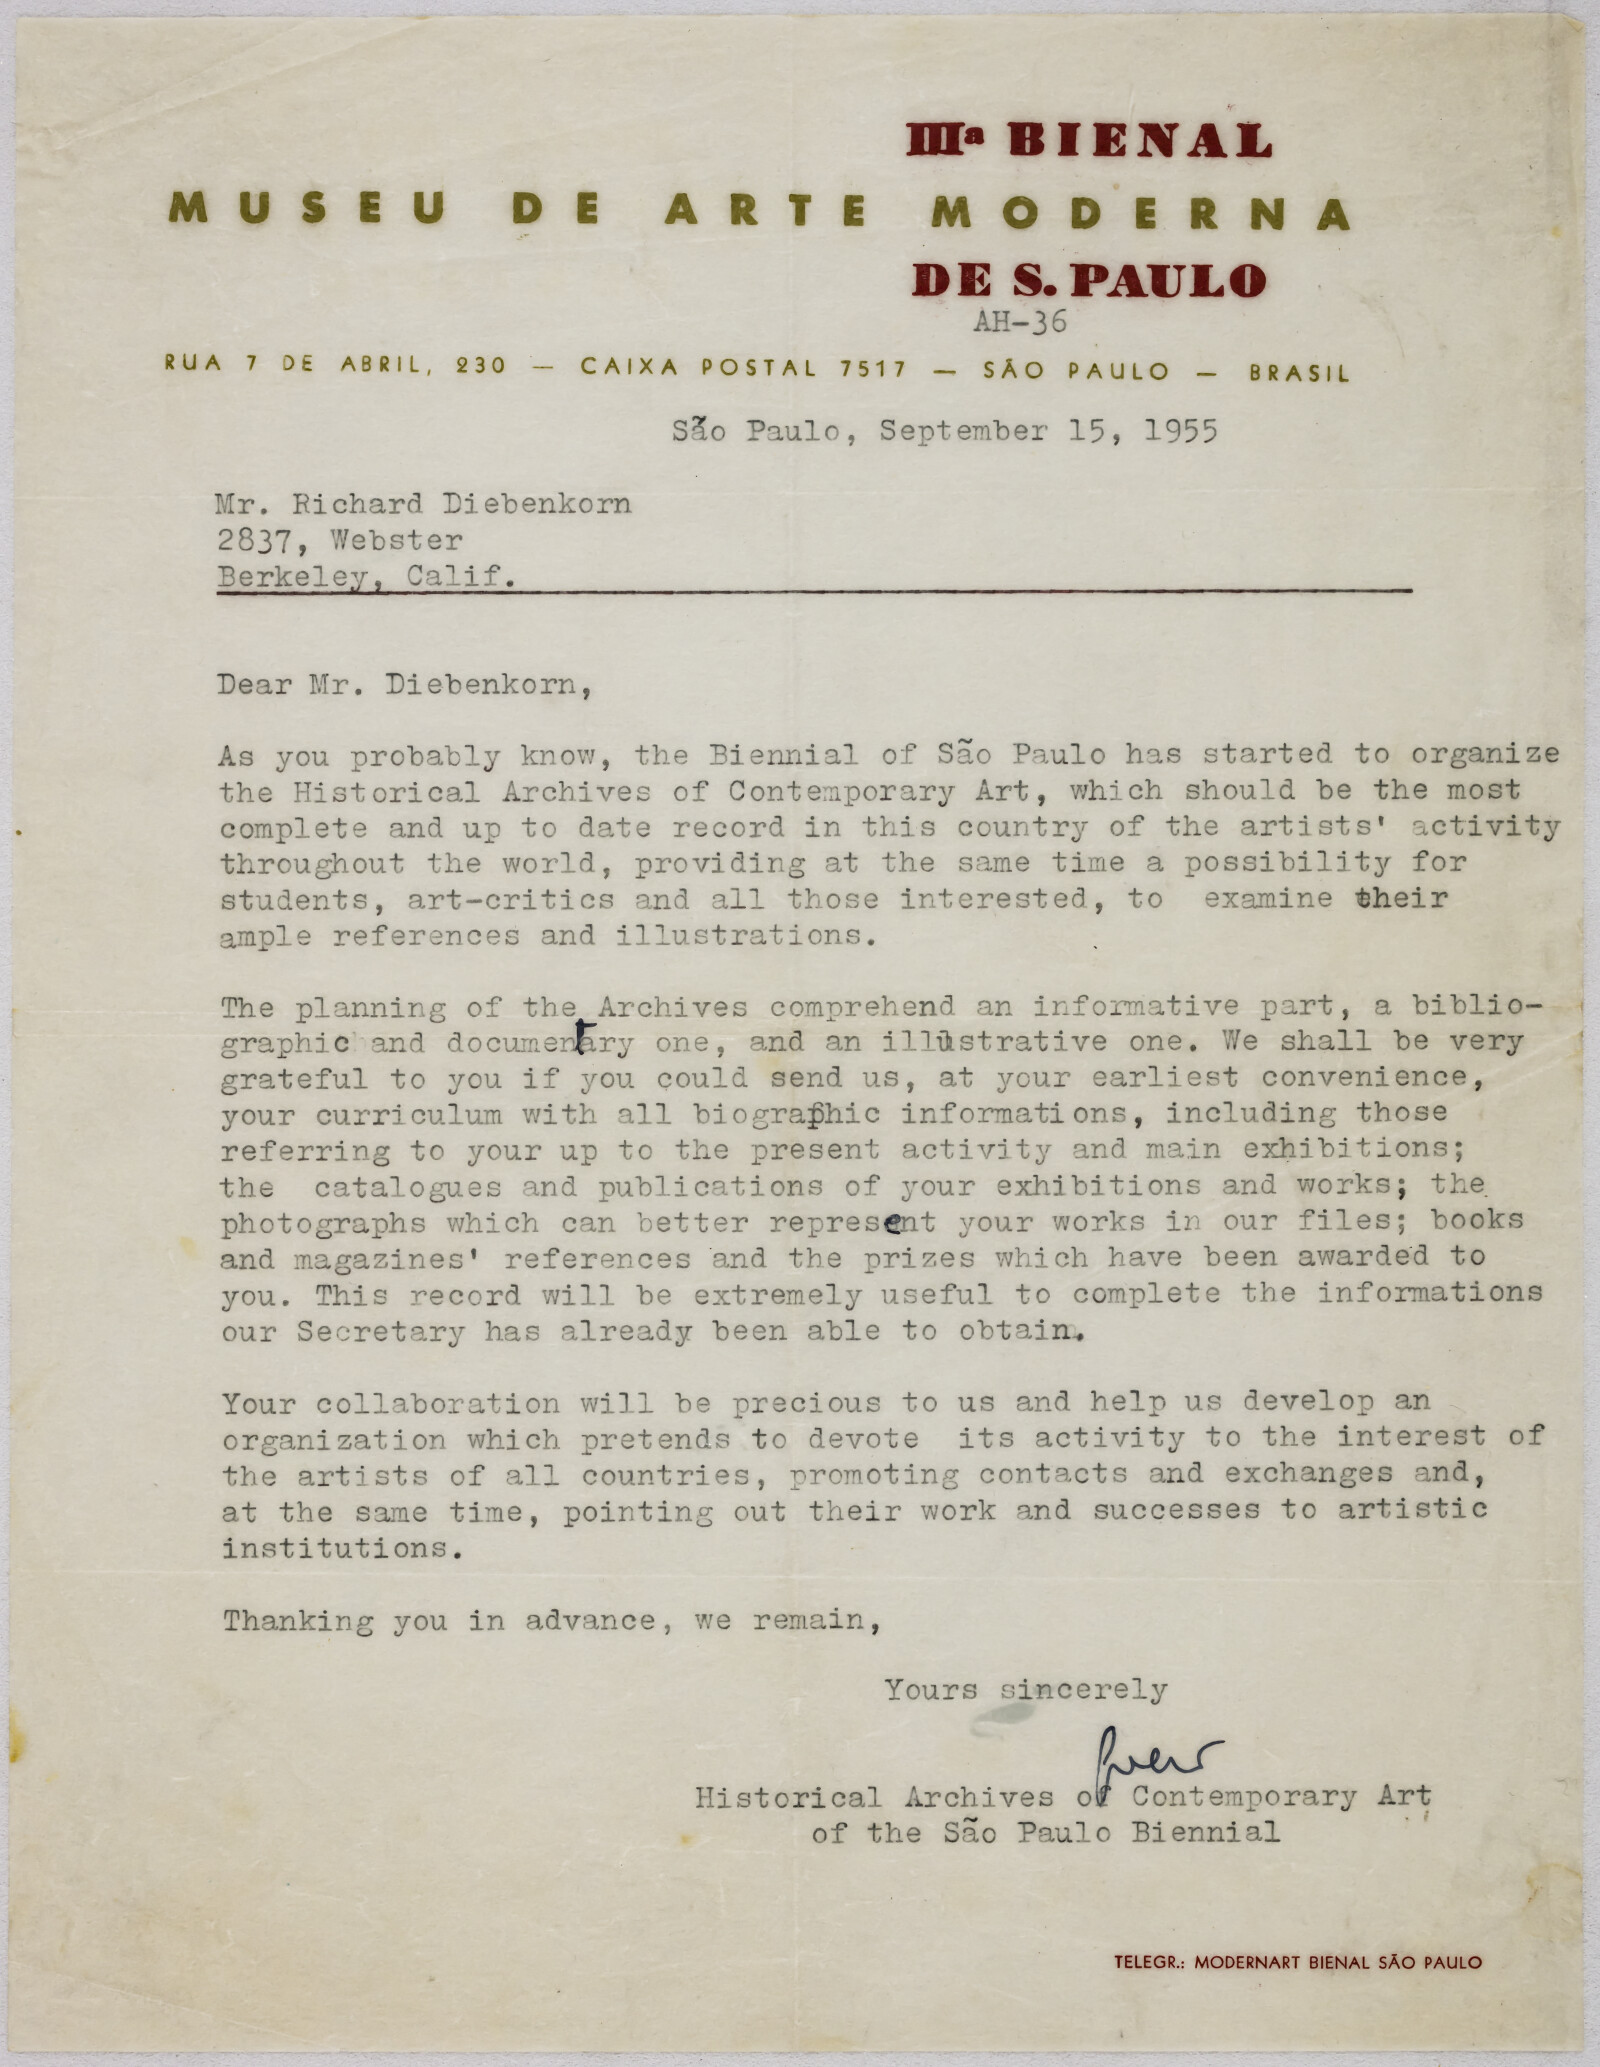 IIIª BIENAL
MUSEU DE ARTE MODERNA
DE S. PAULO
AH-36
RUA 7 DE ABRIL, 230 — CAIXA POSTAL 7517 — SÃO PAULO — BRASIL
São Paulo, September 15, 1955
Mr. Richard Diebenkorn
2837, Webster
Berkeley, Calif.
Dear Mr. Diebenkorn,
As you probably know, the Biennial of São Paulo has started to organize
the Historical Archives of Contemporary Art, which should be the most
complete and up to date record in this country of the artists' activity
throughout the world, providing at the same time a possibility for
students, art-critics and all those interested, to examine their
ample references and illustrations.
The planning of the Archives comprehend an informative part, a biblio-
graphic and documentary one, and an illustrative one. We shall be very
grateful to you if you could send us, at your earliest convenience,
your curriculum with all biographic informations, including those
referring to your up to the present activity and main exhibitions;
the catalogues and publications of your exhibitions and works; the
photographs which can better represent your works in our files; books
and magazines' references and the prizes which have been awarded to
you. This record will be extremely useful to complete the informations
our Secretary has already been able to obtain.
Your collaboration will be precious to us and help us develop an
organization which pretends to devote its activity to the interest of
the artists of all countries, promoting contacts and exchanges and,
at the same time, pointing out their work and successes to artistic
institutions.
Thanking you in advance, we remain,
Yours sincerely
Historical Archives of Contemporary Art
of the São Paulo Biennial
TELEGR.: MODERNART BIENAL SÃO PAULO